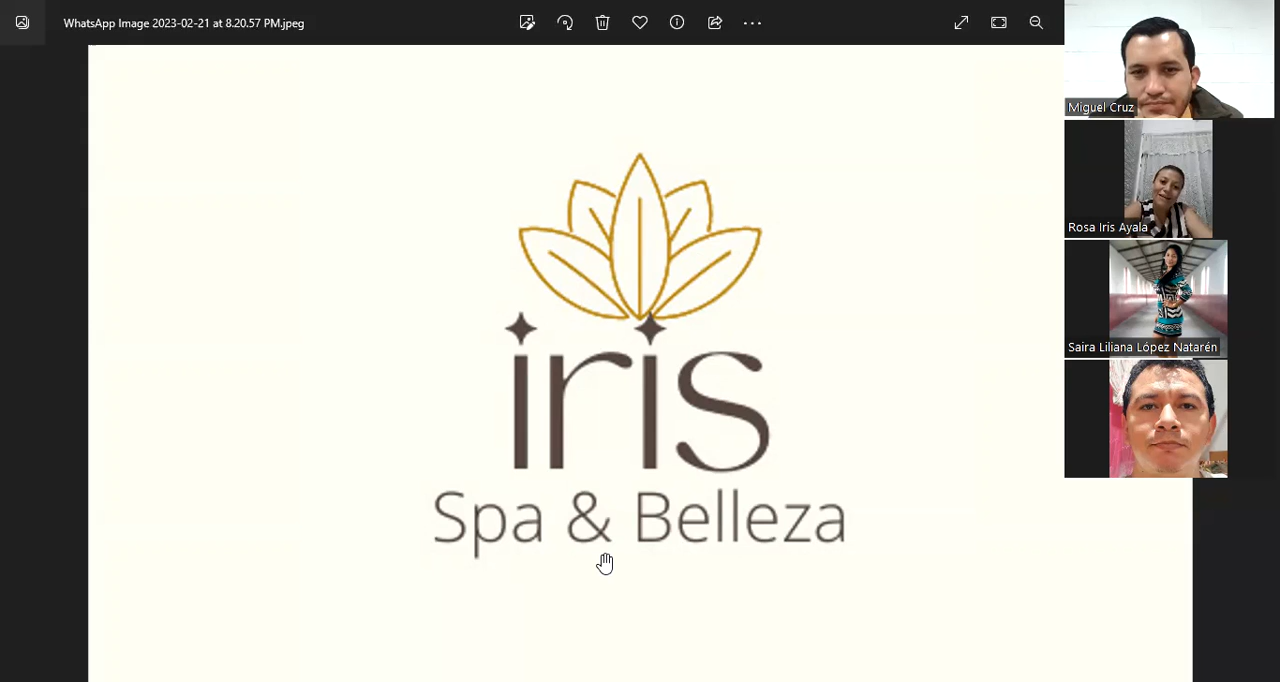 WhatsApp Image 2023-02-21 at 8.20.57 PM.jpeg
Miguel Cruz
Rosa Iris Ayala
Saira Liliana López Natarén
iris
Spa & Belleza